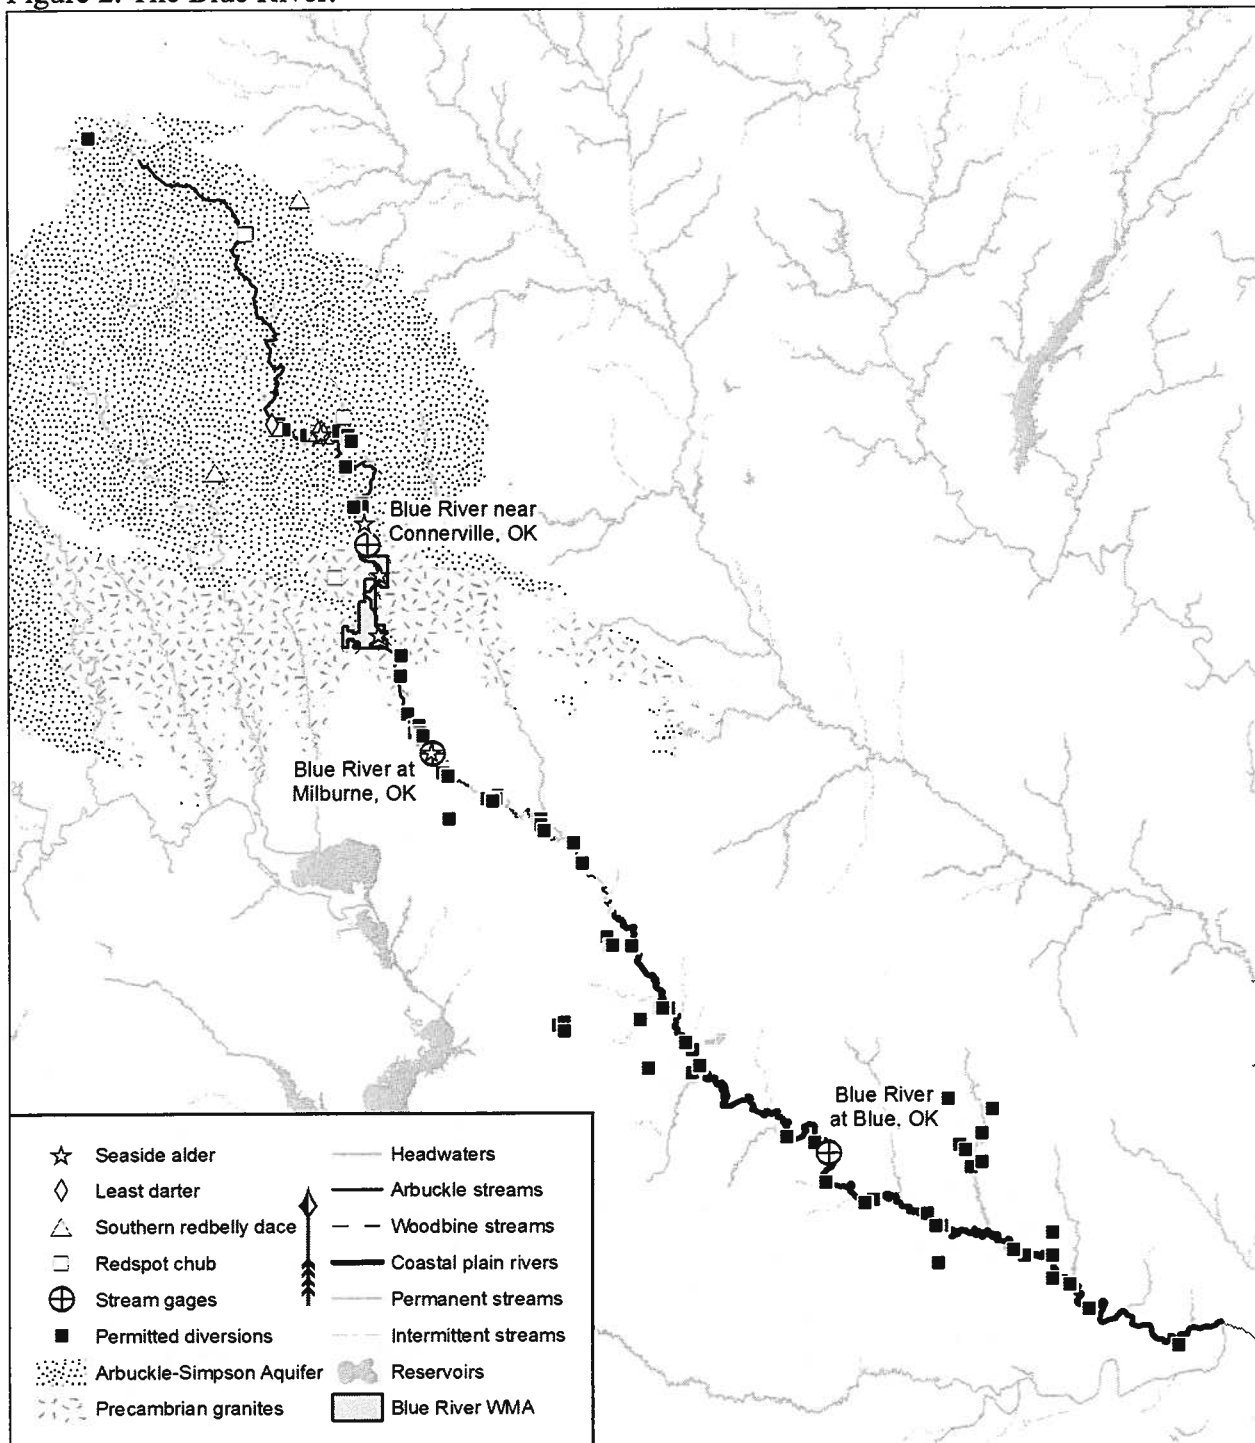 Figure 2. The Blue River.
Blue River near
Connerville, OK
Blue River at
Milburne, OK
Blue River
at Blue, OK
Seaside alder
Least darter
Southern redbelly dace
Redspot chub
Stream gages
Permitted diversions
Arbuckle-Simpson Aquifer
Precambrian granites
Headwaters
Arbuckle streams
Woodbine streams
Coastal plain rivers
Permanent streams
Intermittent streams
Reservoirs
Blue River WMA